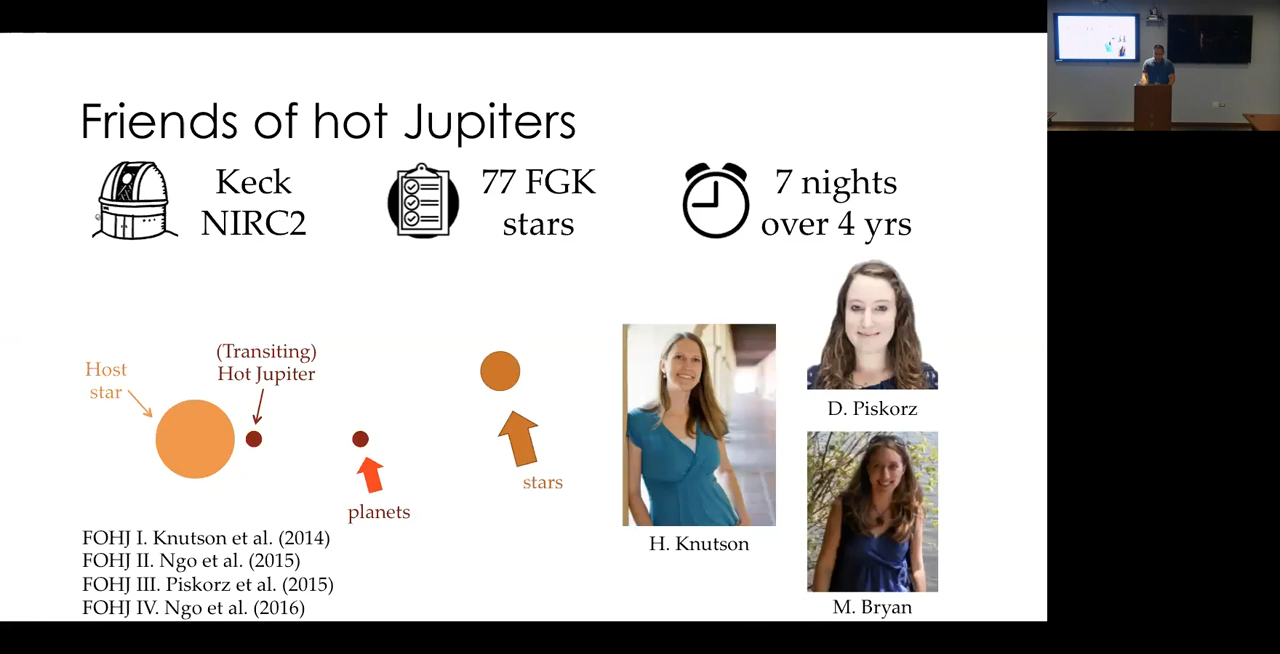 Friends of hot Jupiters
Keck
NIRC2
77 FGK
stars
7 nights
over 4 yrs
Host
star
(Transiting)
Hot Jupiter
planets
stars
H. Knutson
D. Piskorz
M. Bryan
FOHJ I. Knutson et al. (2014)
FOHJ II. Ngo et al. (2015)
FOHJ III. Piskorz et al. (2015)
FOHJ IV. Ngo et al. (2016)